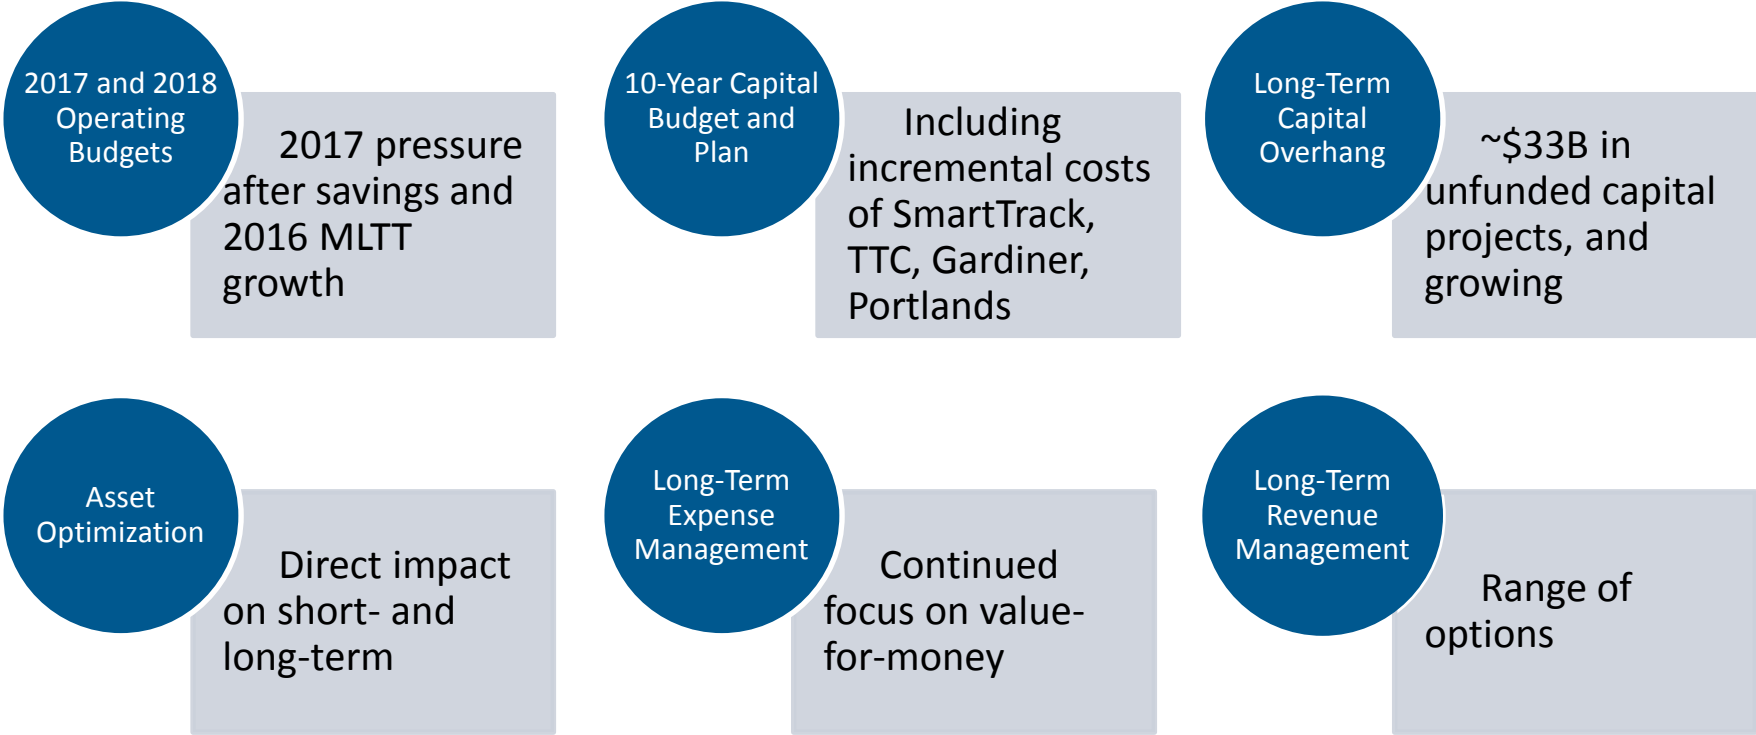 2017 and 2018
Operating
Budgets
2017 pressure
after savings and
2016 MLTT
growth
10-Year Capital
Budget and
Plan
Including
incremental costs
of SmartTrack,
TTC, Gardiner,
Portlands
Long-Term
Capital
Overhang
~$33B in
unfunded capital
projects, and
growing
Asset
Optimization
Direct impact
on short- and
long-term
Long-Term
Expense
Management
Continued
focus on value-
for-money
Long-Term
Revenue
Management
Range of
options